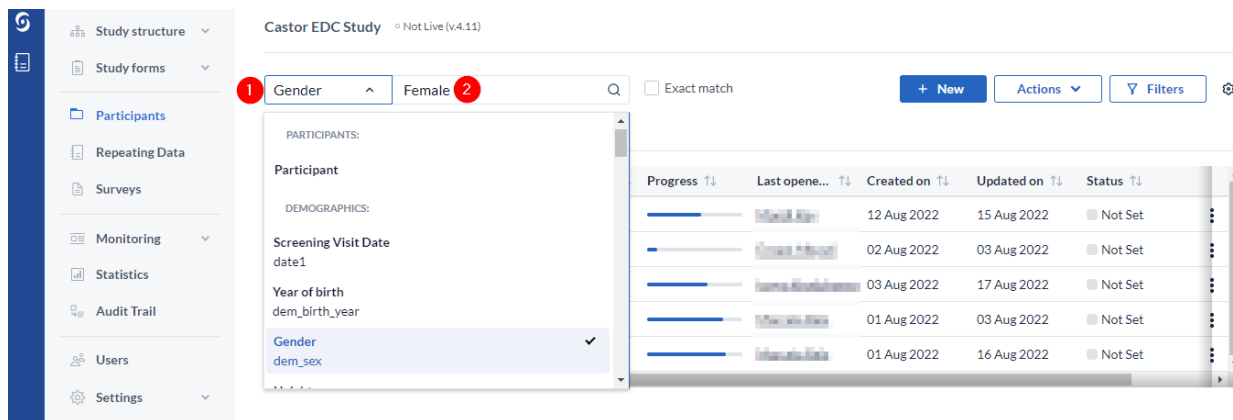 Castor EDC Study Not Live (v.4.11)
Study structure
Study forms
Participants
Repeating Data
Surveys
Monitoring
Statistics
Audit Trail
Users
Settings
1 Gender Female 2 Exact match + New Actions Filters
PARTICIPANTS:
Participant
DEMOGRAPHICS:
Screening Visit Date
date1
Year of birth
dem_birth_year
Gender
dem_sex
Progress Last opene... Created on Updated on Status
12 Aug 2022 15 Aug 2022 Not Set
02 Aug 2022 03 Aug 2022 Not Set
03 Aug 2022 17 Aug 2022 Not Set
01 Aug 2022 03 Aug 2022 Not Set
01 Aug 2022 16 Aug 2022 Not Set